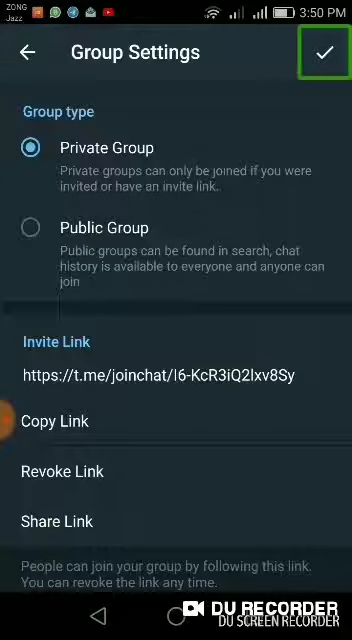 ZONG
Jazz
3:50 PM
Group Settings
Group type
Private Group
Private groups can only be joined if you were
invited or have an invite link.
Public Group
Public groups can be found in search, chat
history is available to everyone and anyone can
join
Invite Link
https://t.me/joinchat/I6-KcR3iQ2lxv8Sy
Copy Link
Revoke Link
Share Link
People can join your group by following this link.
You can revoke the link any time.
DU RECORDER
DU SCREEN RECORDER